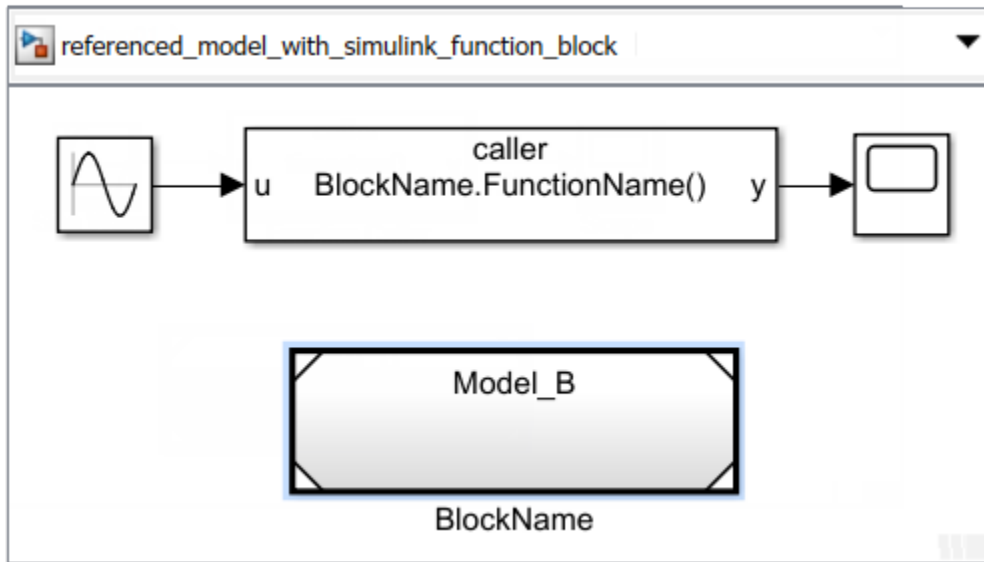 referenced_model_with_simulink_function_block
caller
u BlockName.FunctionName() y
Model_B
BlockName